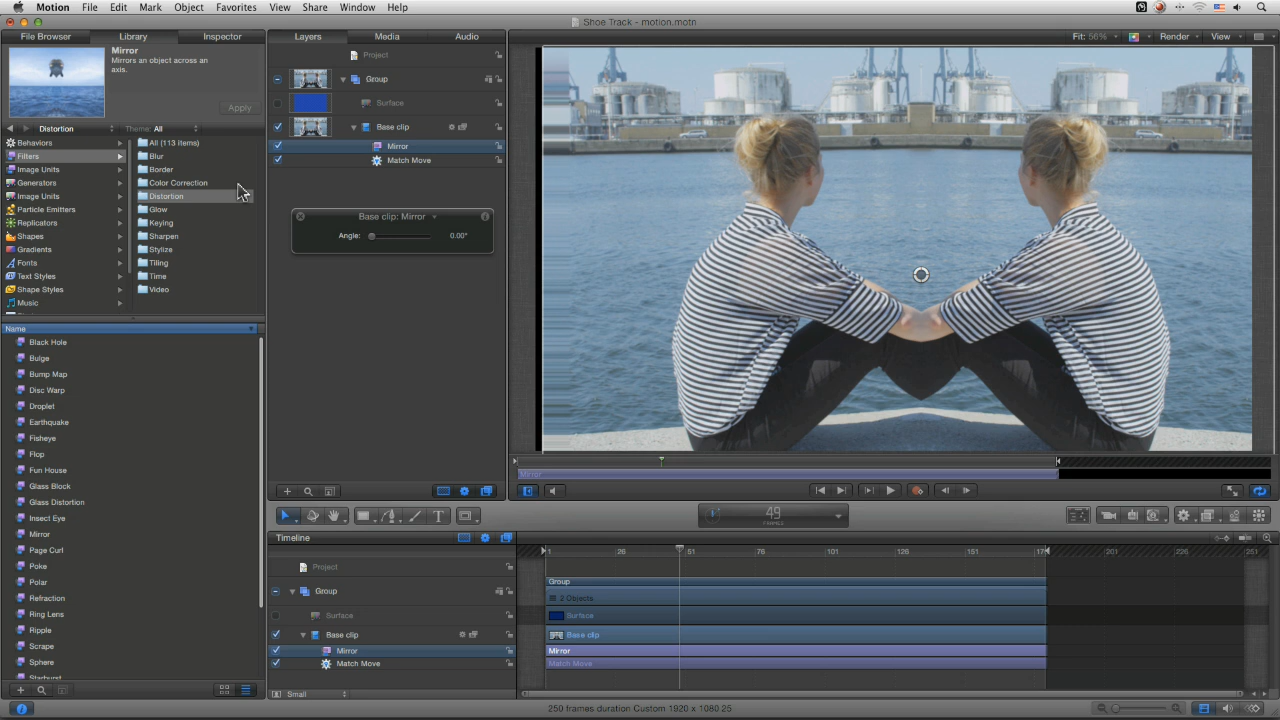 Motion File Edit Mark Object Favorites View Share Window Help
Shoe Track - motion.motn
File Browser Library Inspector
Layers Media Audio
Fit: 56% Render View
Mirror
Mirrors an object across an
axis.
Apply
Distortion Theme: All
Behaviors
Filters
Image Units
Generators
Image Units
Particle Emitters
Replicators
Shapes
Gradients
Fonts
Text Styles
Shape Styles
Music
All (113 items)
Blur
Border
Color Correction
Distortion
Glow
Keying
Sharpen
Stylize
Tiling
Time
Video
Name
Black Hole
Bulge
Bump Map
Disc Warp
Droplet
Earthquake
Fisheye
Flop
Fun House
Glass Block
Glass Distortion
Insect Eye
Mirror
Page Curl
Poke
Polar
Refraction
Ring Lens
Ripple
Scrape
Sphere
Starburst
Project
Group
Surface
Base clip
Mirror
Match Move
Base clip: Mirror
Angle: 0.00°
Mirror
49
FRAMES
Timeline
1 26 51 76 101 126 151 176 201 226 251
Project
Group
Surface
Base clip
Mirror
Match Move
Group
2 Objects
Surface
Base clip
Mirror
Match Move
Small
250 frames duration Custom 1920 x 1080 25